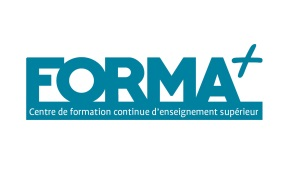 FORMA+
Centre de formation continue d'enseignement supérieur